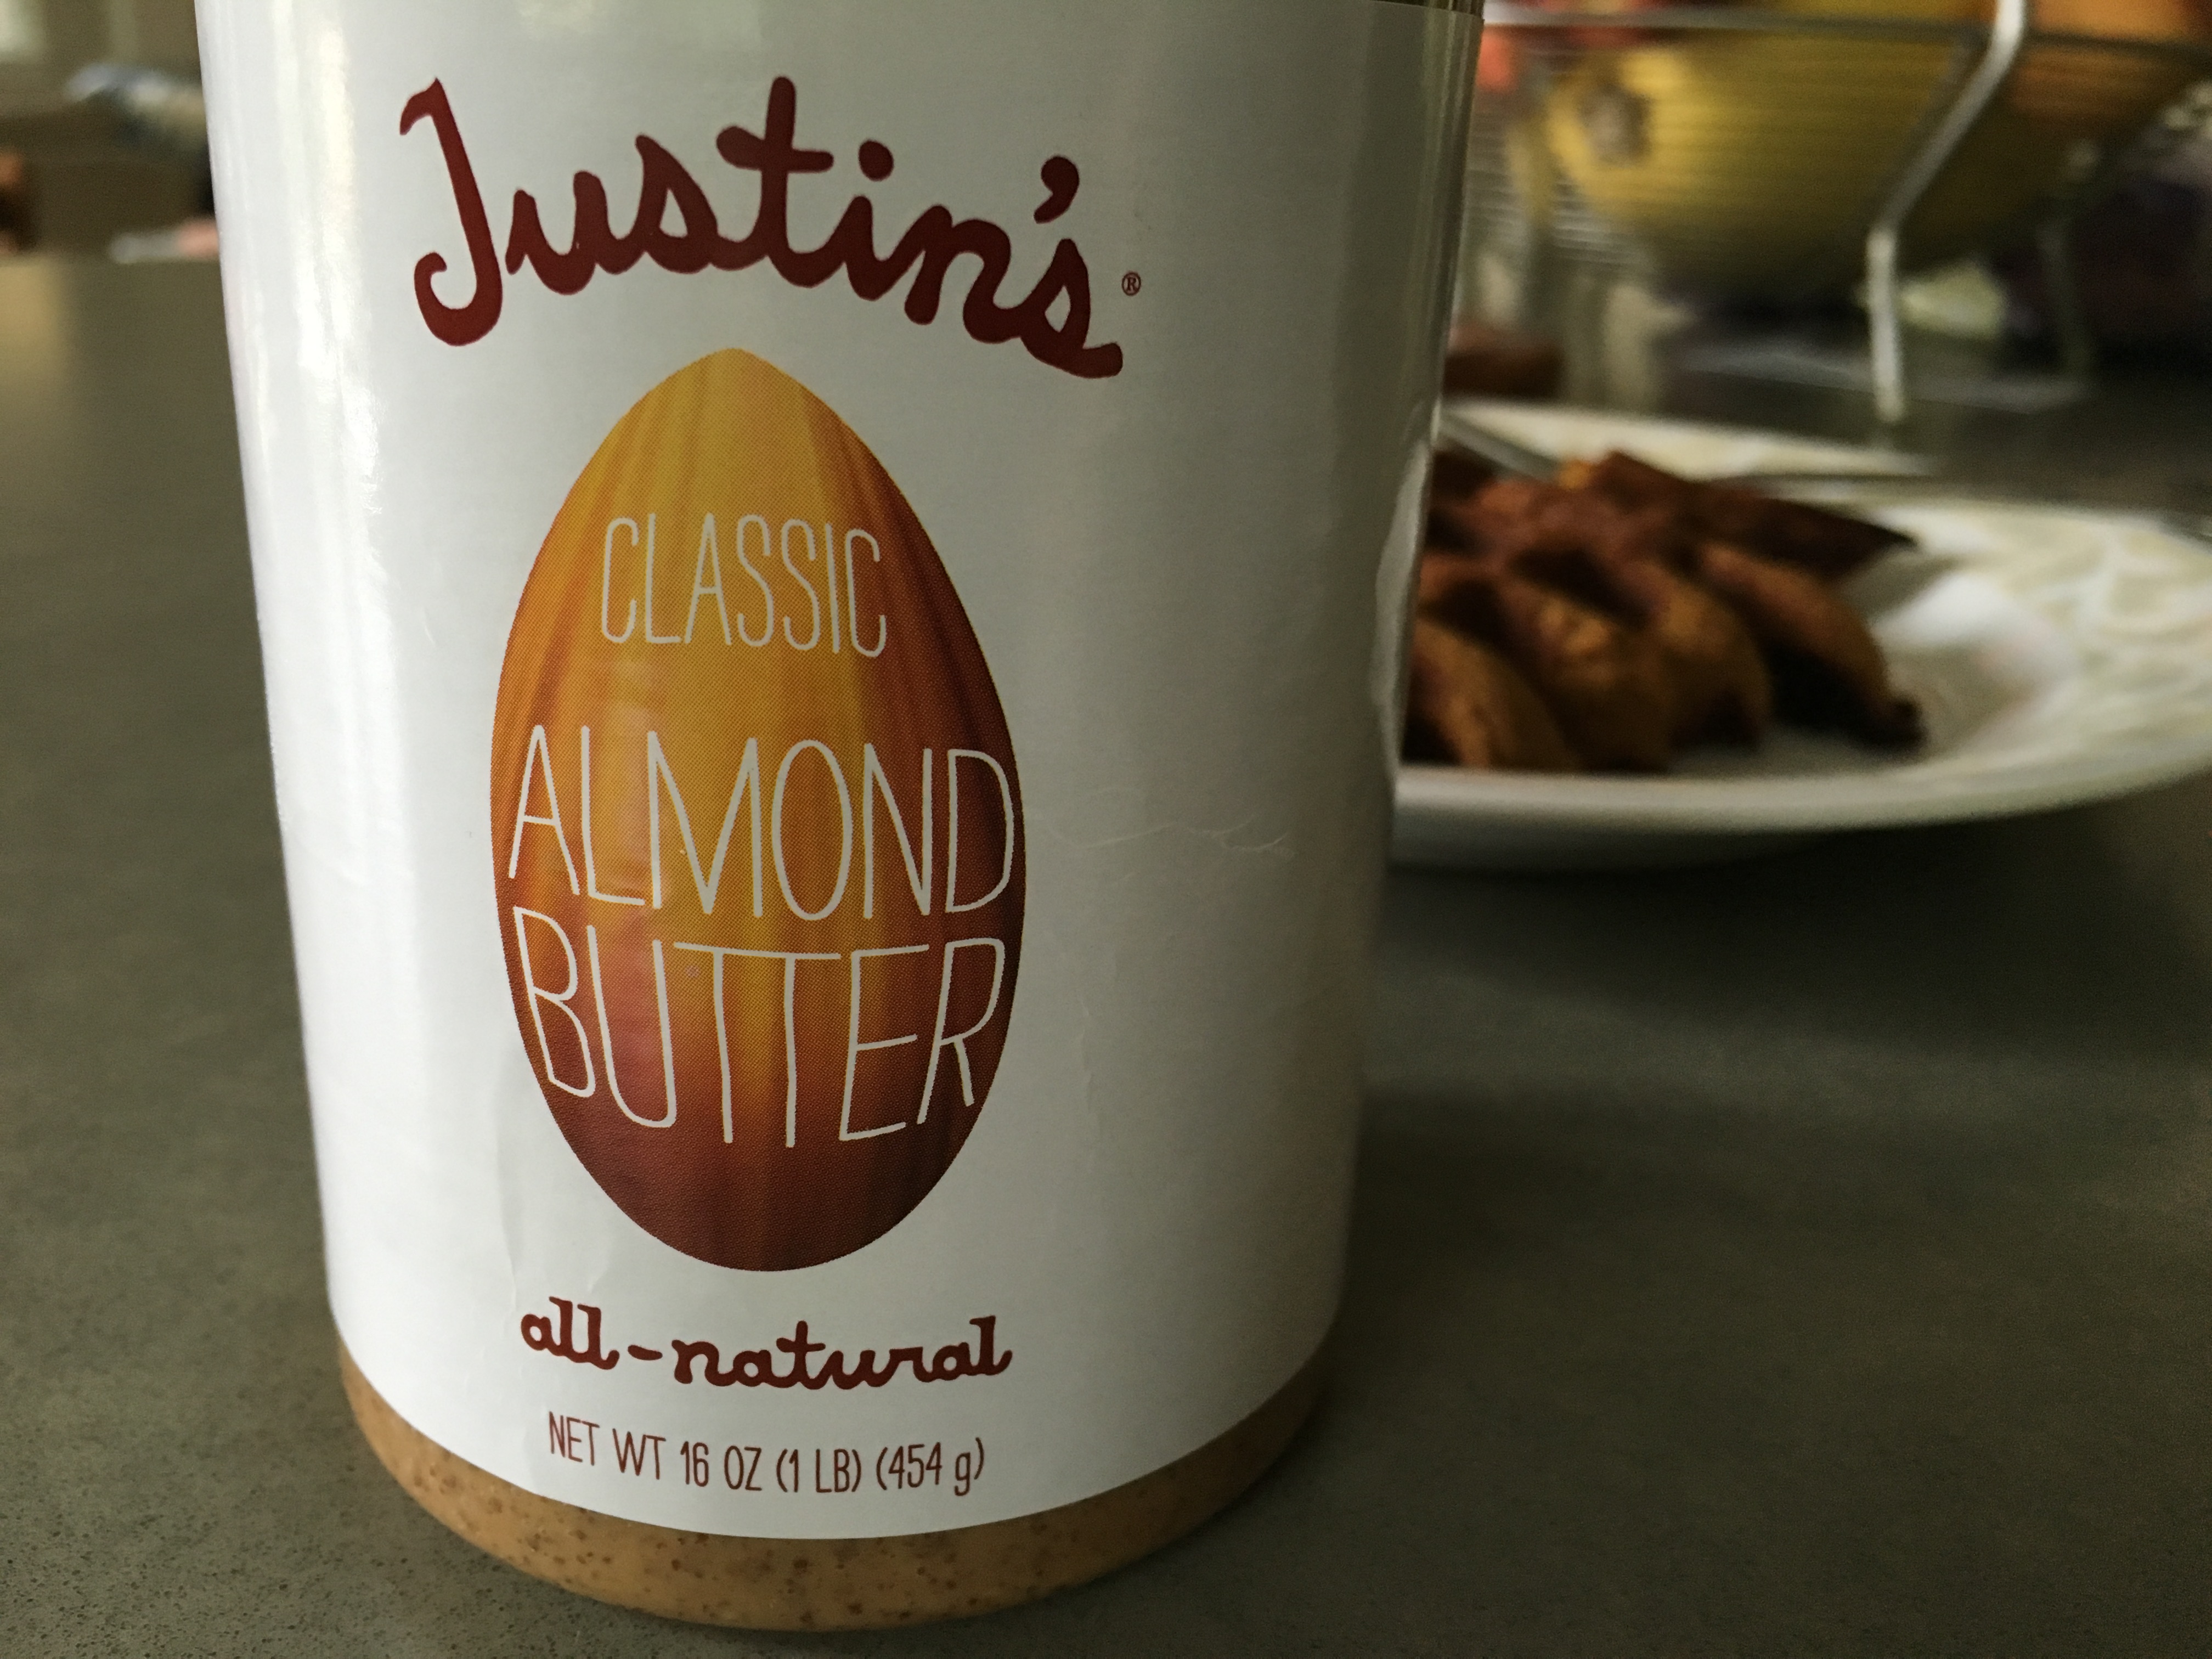 Justin's®
CLASSIC
ALMOND
BUTTER
all-natural
NET WT 16 OZ (1 LB) (454 g)